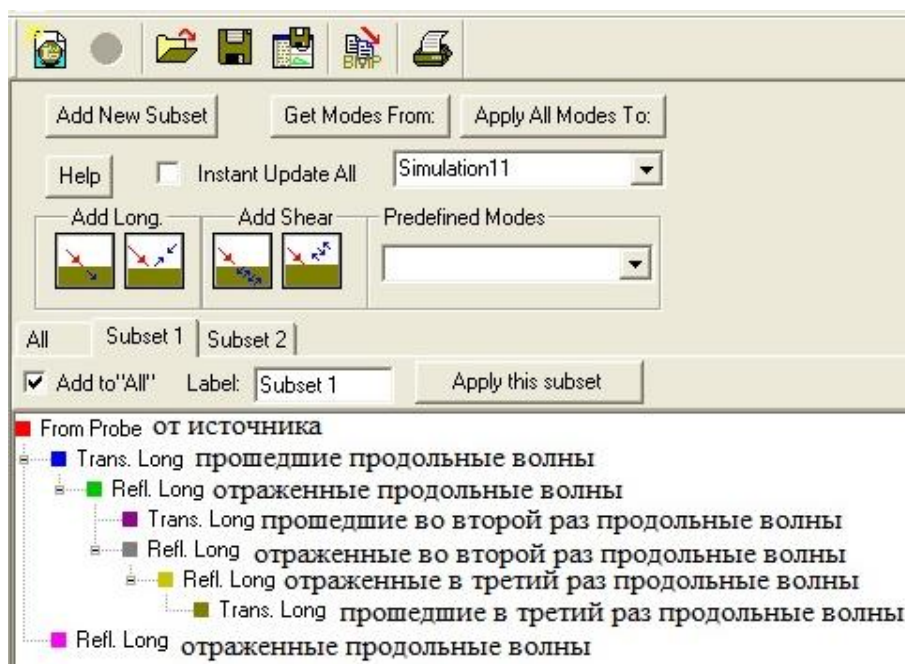 BMP
Add New Subset Get Modes From: Apply All Modes To:
Help Instant Update All Simulation11
Add Long. Add Shear Predefined Modes
All Subset 1 Subset 2
Add to"All" Label: Subset 1 Apply this subset
From Probe от источника
Trans. Long прошедшие продольные волны
Refl. Long отраженные продольные волны
Trans. Long прошедшие во второй раз продольные волны
Refl. Long отраженные во второй раз продольные волны
Refl. Long отраженные в третий раз продольные волны
Trans. Long прошедшие в третий раз продольные волны
Refl. Long отраженные продольные волны